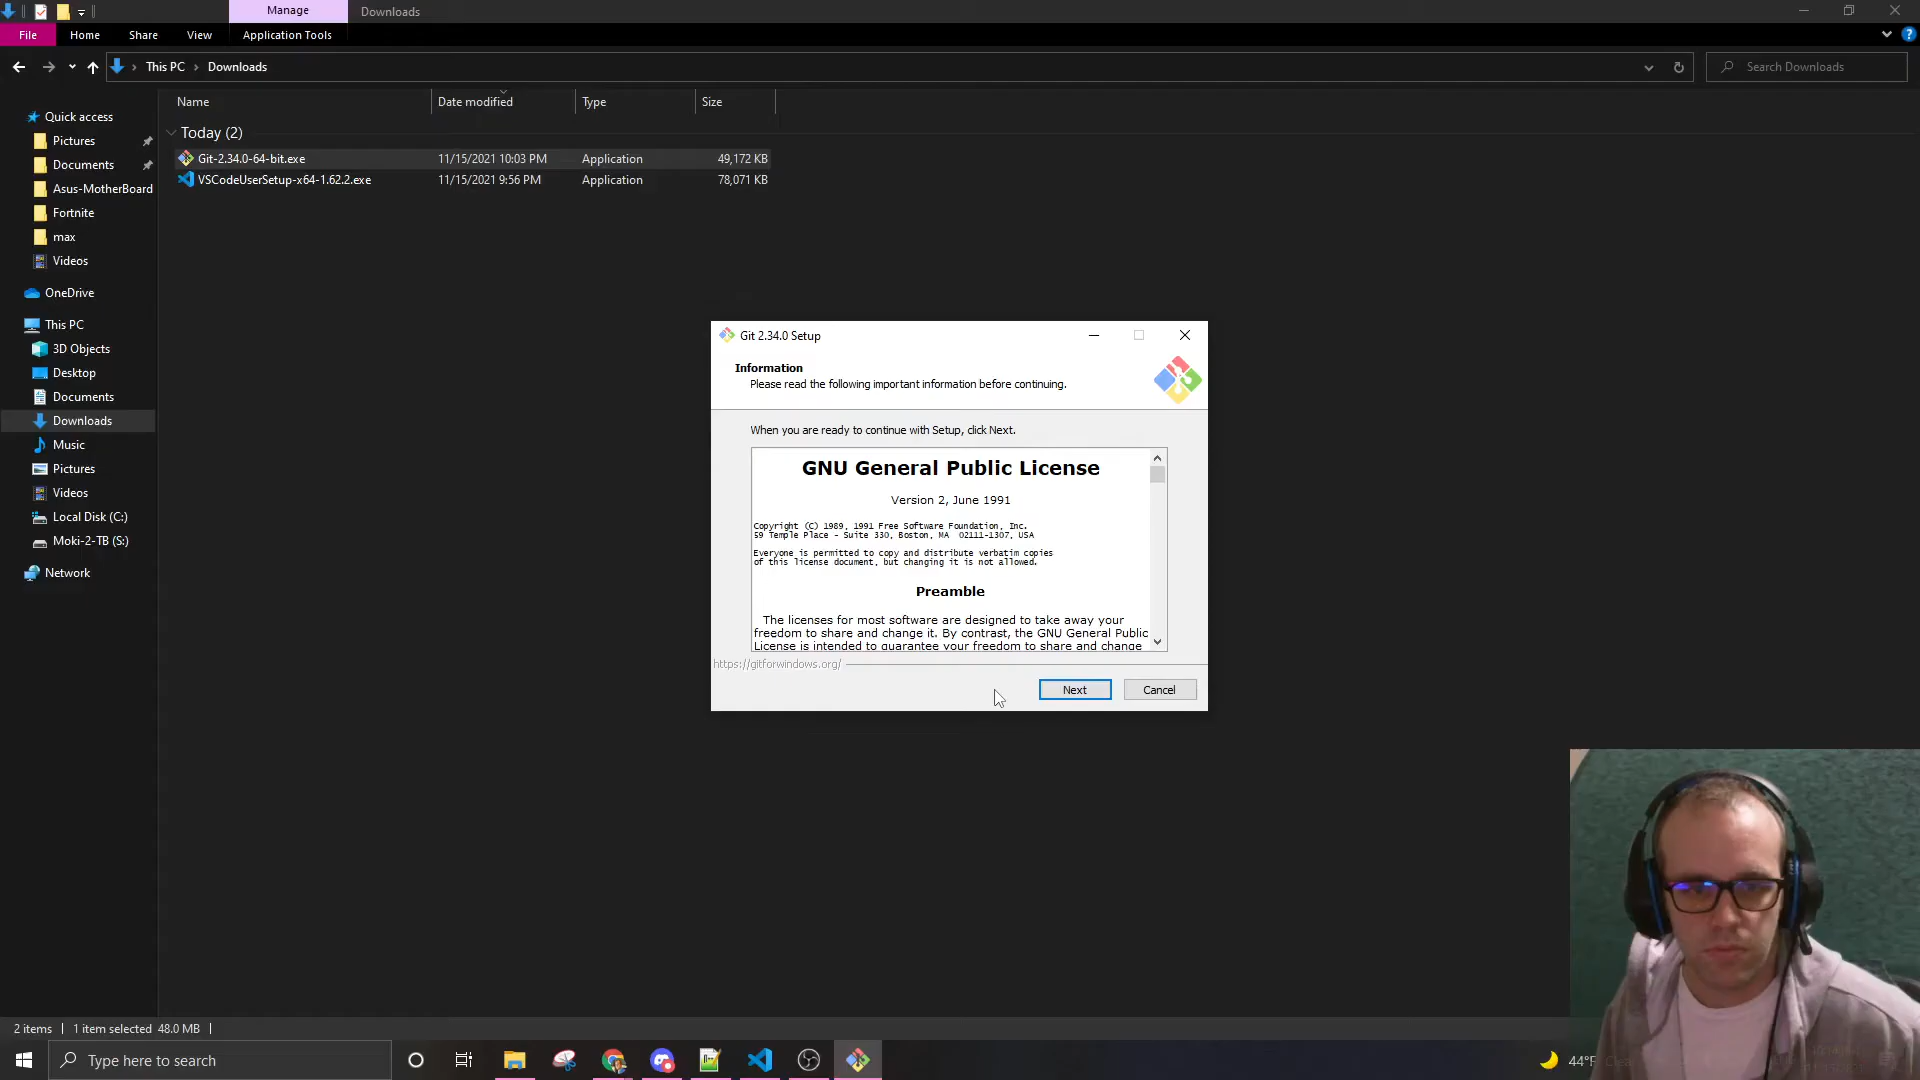 Manage
Downloads
File
Home
Share
View
Application Tools
This PC
Downloads
Search Downloads
Name
Date modified
Type
Size
Today (2)
Git-2.34.0-64-bit.exe 11/15/2021 10:03 PM Application 49,172 KB
VSCodeUserSetup-x64-1.62.2.exe 11/15/2021 9:56 PM Application 78,071 KB
Quick access
Pictures
Documents
Asus-MotherBoard
Fortnite
max
Videos
OneDrive
This PC
3D Objects
Desktop
Documents
Downloads
Music
Pictures
Videos
Local Disk (C:)
Moki-2-TB (S:)
Network
Git 2.34.0 Setup
Information
Please read the following important information before continuing.
When you are ready to continue with Setup, click Next.
GNU General Public License
Version 2, June 1991
Copyright (C) 1989, 1991 Free Software Foundation, Inc.
59 Temple Place - Suite 330, Boston, MA 02111-1307, USA
Everyone is permitted to copy and distribute verbatim copies
of this license document, but changing it is not allowed.
Preamble
The licenses for most software are designed to take away your
freedom to share and change it. By contrast, the GNU General Public
License is intended to guarantee your freedom to share and change
https://gitforwindows.org/
Next
Cancel
2 items
1 item selected 48.0 MB
Type here to search
44°F